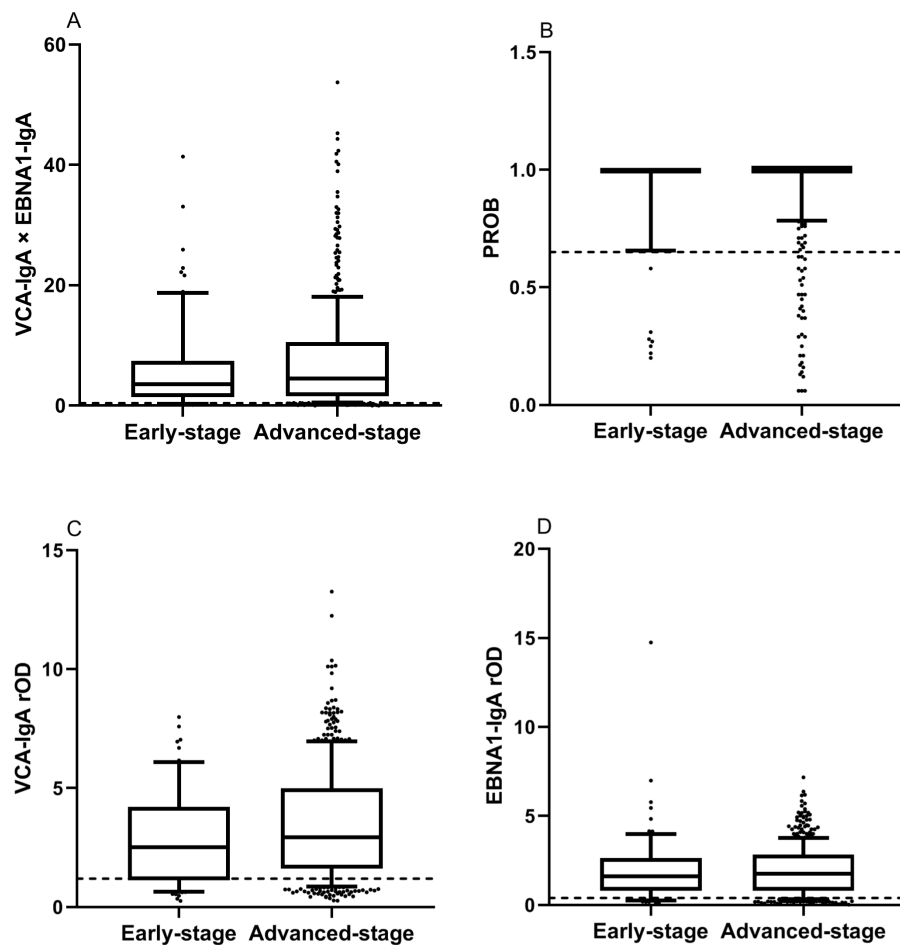 A
VCA-IgA × EBNA1-IgA
60
40
20
0
Early-stage Advanced-stage
B
PROB
1.5
1.0
0.5
0.0
Early-stage Advanced-stage
C
VCA-IgA rOD
15
10
5
0
Early-stage Advanced-stage
D
EBNA1-IgA rOD
20
15
10
5
0
Early-stage Advanced-stage